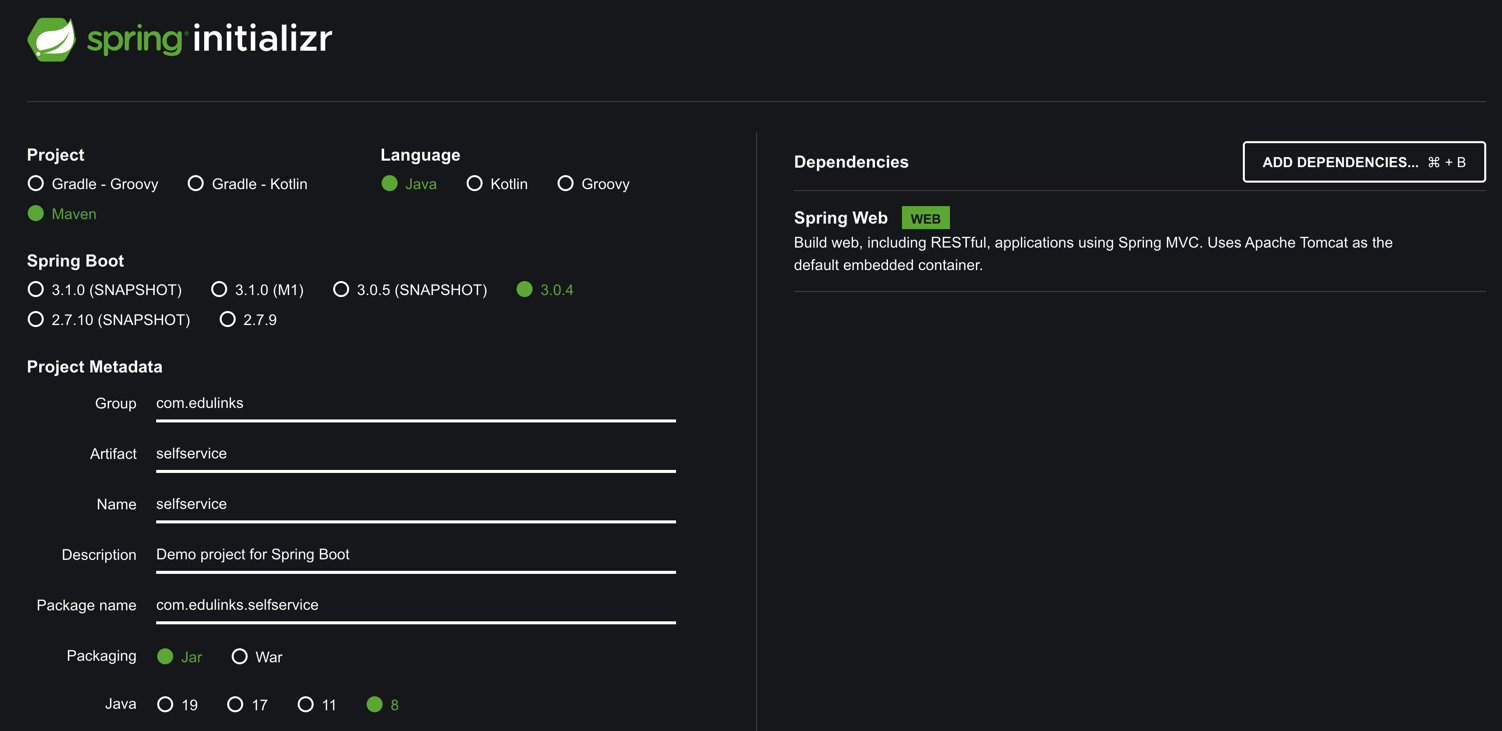 spring initializr
Project
Gradle - Groovy Gradle - Kotlin
Maven
Language
Java Kotlin Groovy
Spring Boot
3.1.0 (SNAPSHOT) 3.1.0 (M1) 3.0.5 (SNAPSHOT) 3.0.4
2.7.10 (SNAPSHOT) 2.7.9
Project Metadata
Group com.edulinks
Artifact selfservice
Name selfservice
Description Demo project for Spring Boot
Package name com.edulinks.selfservice
Packaging Jar War
Java 19 17 11 8
Dependencies ADD DEPENDENCIES... ⌘ + B
Spring Web WEB
Build web, including RESTful, applications using Spring MVC. Uses Apache Tomcat as the
default embedded container.